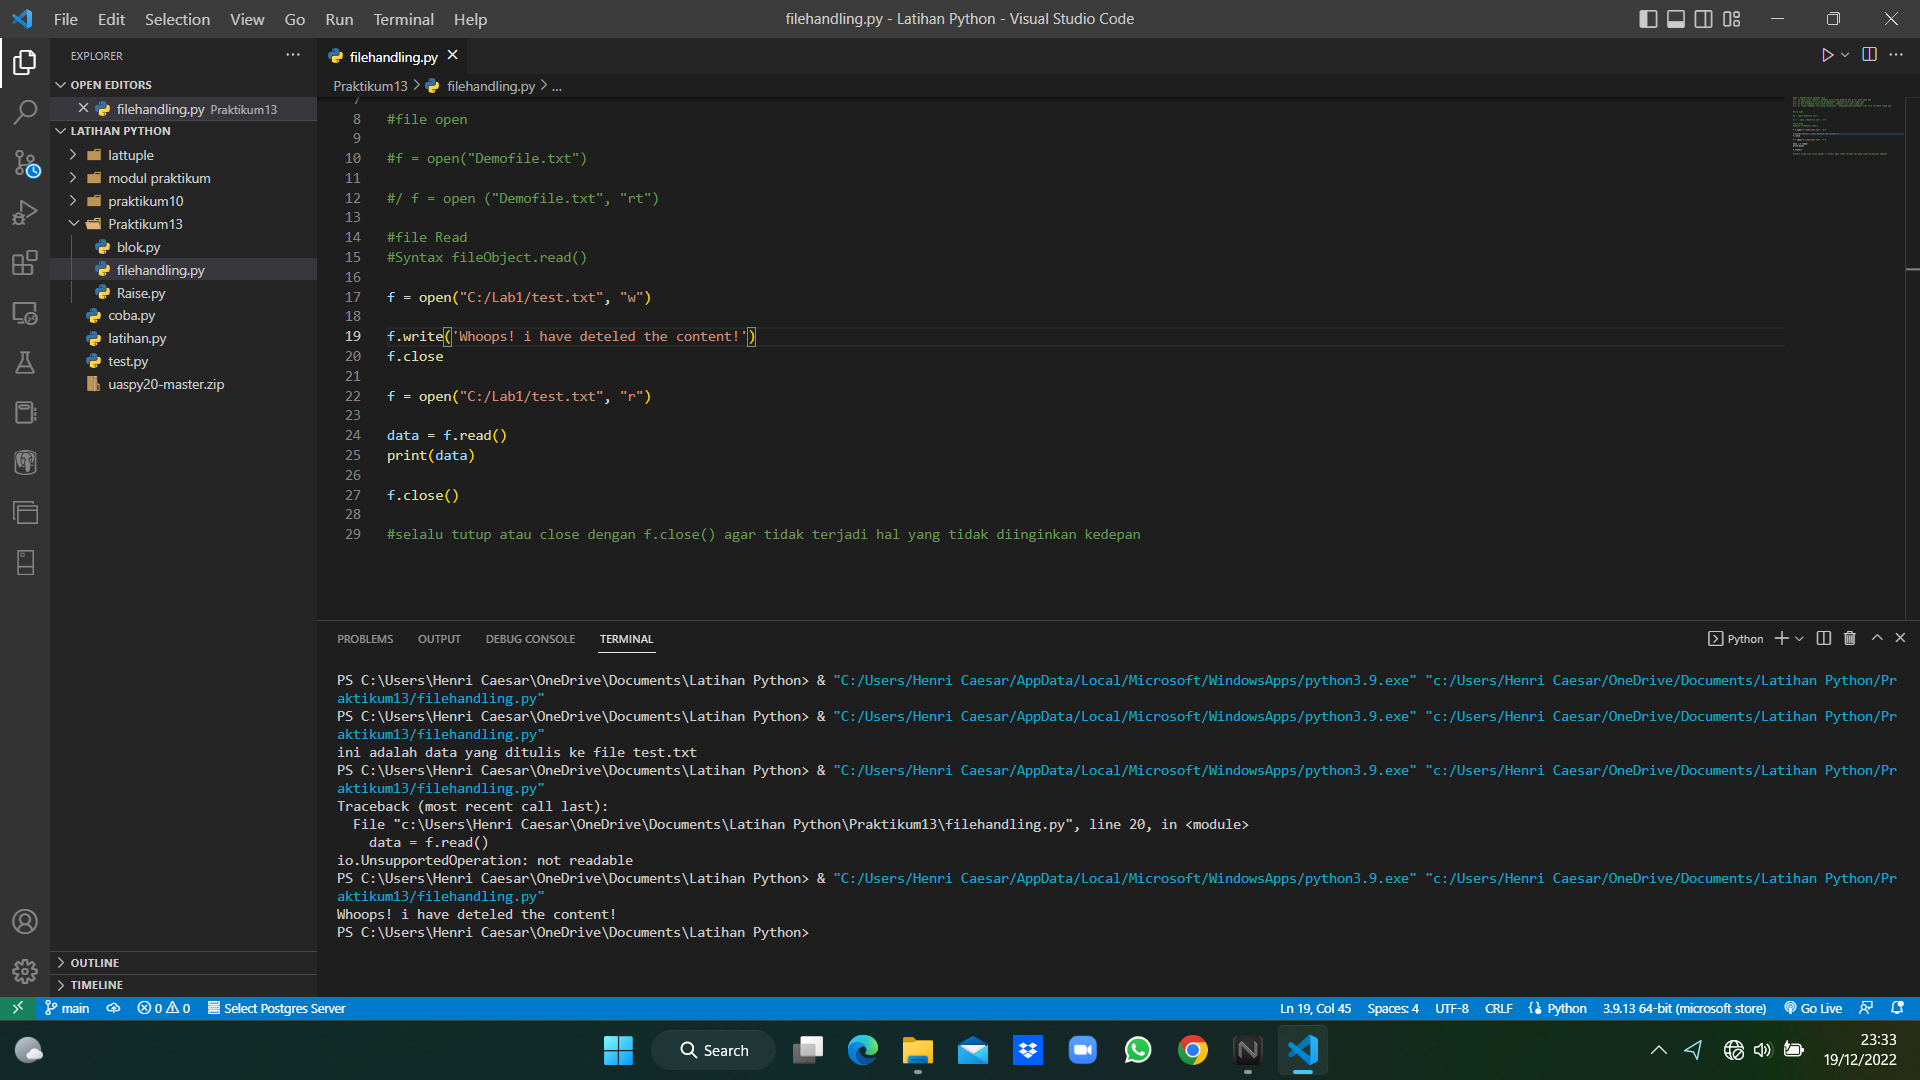 File Edit Selection View Go Run Terminal Help
filehandling.py - Latihan Python - Visual Studio Code
EXPLORER
OPEN EDITORS
filehandling.py Praktikum13
LATIHAN PYTHON
lattuple
modul praktikum
praktikum10
Praktikum13
blok.py
filehandling.py
Raise.py
coba.py
latihan.py
test.py
uaspy20-master.zip
OUTLINE
TIMELINE
filehandling.py
Praktikum13 > filehandling.py > ...
7
8 #file open
9
10 #f = open("Demofile.txt")
11
12 #/ f = open ("Demofile.txt", "rt")
13
14 #file Read
15 #Syntax fileObject.read()
16
17 f = open("C:/Lab1/test.txt", "w")
18
19 f.write('Whoops! i have deteled the content!')
20 f.close
21
22 f = open("C:/Lab1/test.txt", "r")
23
24 data = f.read()
25 print(data)
26
27 f.close()
28
29 #selalu tutup atau close dengan f.close() agar tidak terjadi hal yang tidak diinginkan kedepan
PROBLEMS OUTPUT DEBUG CONSOLE TERMINAL
Python
PS C:\Users\Henri Caesar\OneDrive\Documents\Latihan Python> & "C:/Users/Henri Caesar/AppData/Local/Microsoft/WindowsApps/python3.9.exe" "c:/Users/Henri Caesar/OneDrive/Documents/Latihan Python/Pr
aktikum13/filehandling.py"
PS C:\Users\Henri Caesar\OneDrive\Documents\Latihan Python> & "C:/Users/Henri Caesar/AppData/Local/Microsoft/WindowsApps/python3.9.exe" "c:/Users/Henri Caesar/OneDrive/Documents/Latihan Python/Pr
aktikum13/filehandling.py"
ini adalah data yang ditulis ke file test.txt
PS C:\Users\Henri Caesar\OneDrive\Documents\Latihan Python> & "C:/Users/Henri Caesar/AppData/Local/Microsoft/WindowsApps/python3.9.exe" "c:/Users/Henri Caesar/OneDrive/Documents/Latihan Python/Pr
aktikum13/filehandling.py"
Traceback (most recent call last):
  File "c:\Users\Henri Caesar\OneDrive\Documents\Latihan Python\Praktikum13\filehandling.py", line 20, in <module>
    data = f.read()
io.UnsupportedOperation: not readable
PS C:\Users\Henri Caesar\OneDrive\Documents\Latihan Python> & "C:/Users/Henri Caesar/AppData/Local/Microsoft/WindowsApps/python3.9.exe" "c:/Users/Henri Caesar/OneDrive/Documents/Latihan Python/Pr
aktikum13/filehandling.py"
Whoops! i have deteled the content!
PS C:\Users\Henri Caesar\OneDrive\Documents\Latihan Python>
main 0 0 Select Postgres Server Ln 19, Col 45 Spaces: 4 UTF-8 CRLF Python 3.9.13 64-bit (microsoft store) Go Live
Search
23:33
19/12/2022